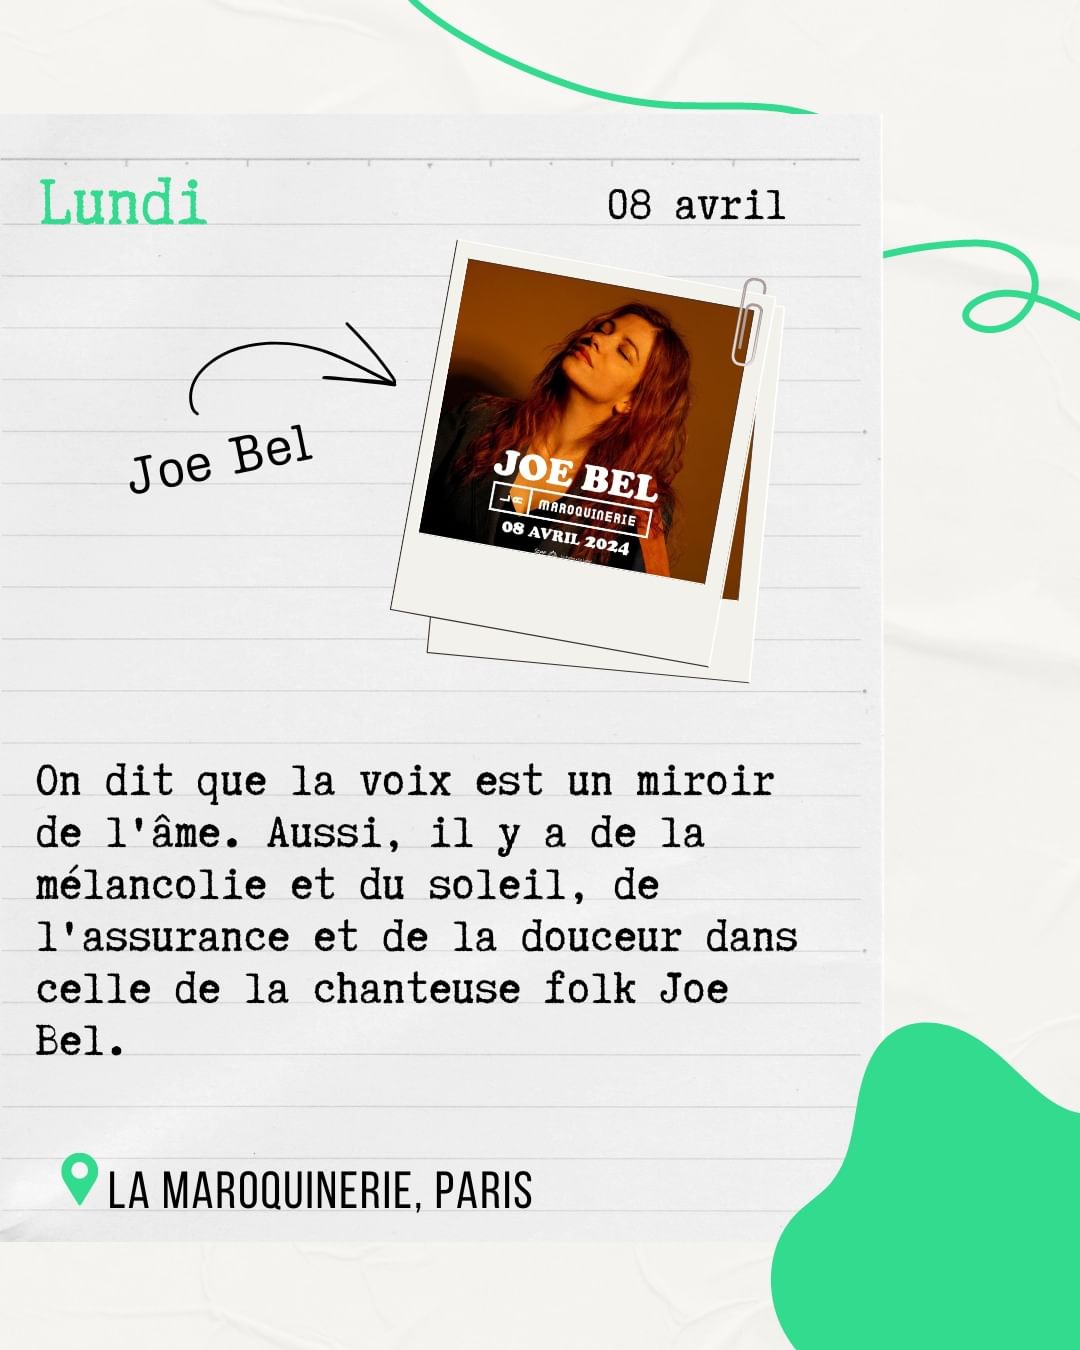 Lundi
08 avril
Joe Bel
JOE BEL
LA MAROQUINERIE
08 AVRIL 2024
On dit que la voix est un miroir
de l'âme. Aussi, il y a de la
mélancolie et du soleil, de
l'assurance et de la douceur dans
celle de la chanteuse folk Joe
Bel.
LA MAROQUINERIE, PARIS